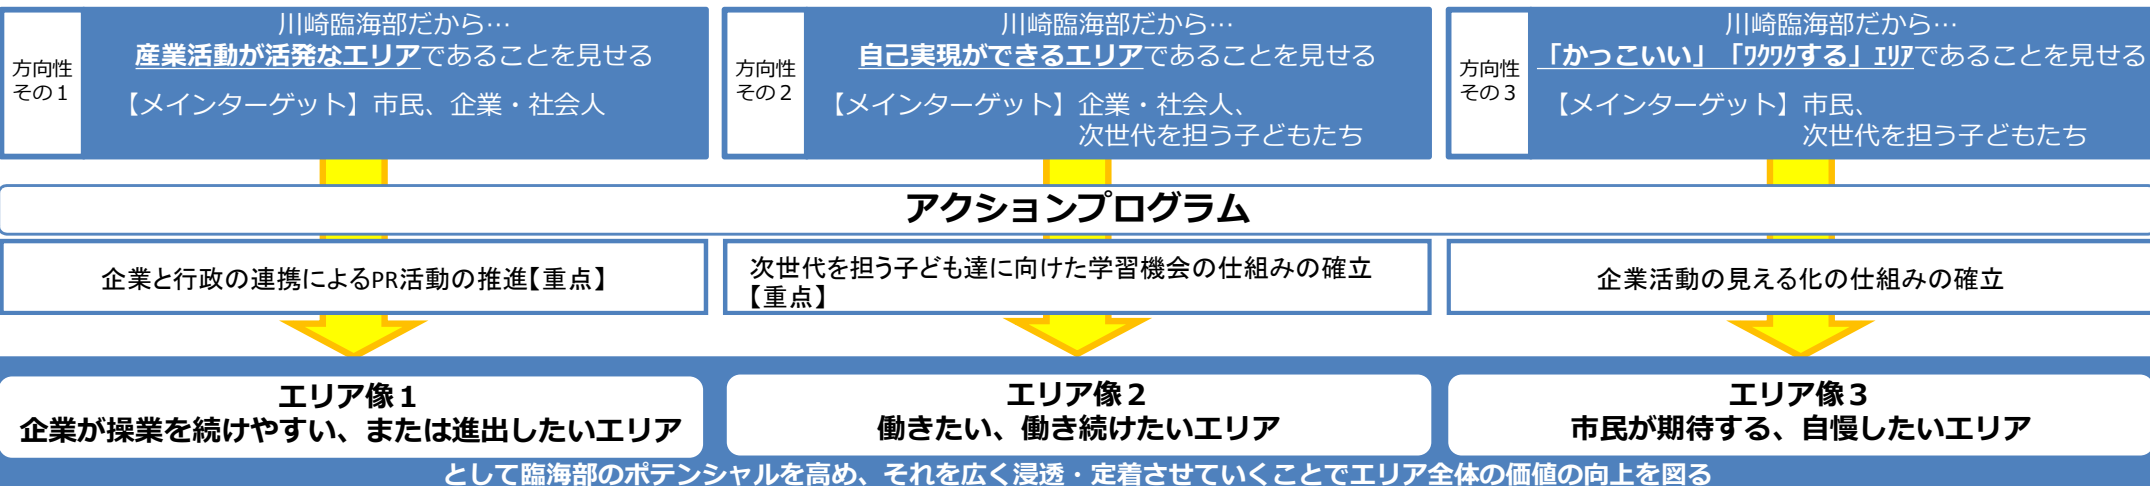 方向性
その１
川崎臨海部だから…
産業活動が活発なエリアであることを見せる
【メインターゲット】市民、企業・社会人
方向性
その２
川崎臨海部だから…
自己実現ができるエリアであることを見せる
【メインターゲット】企業・社会人、
次世代を担う子どもたち
方向性
その３
川崎臨海部だから…
「かっこいい」「ﾜｸﾜｸする」ｴﾘｱであることを見せる
【メインターゲット】市民、
次世代を担う子どもたち
アクションプログラム
企業と行政の連携によるPR活動の推進【重点】
次世代を担う子ども達に向けた学習機会の仕組みの確立
【重点】
企業活動の見える化の仕組みの確立
エリア像１
企業が操業を続けやすい、または進出したいエリア
エリア像２
働きたい、働き続けたいエリア
エリア像３
市民が期待する、自慢したいエリア
として臨海部のポテンシャルを高め、それを広く浸透・定着させていくことでエリア全体の価値の向上を図る